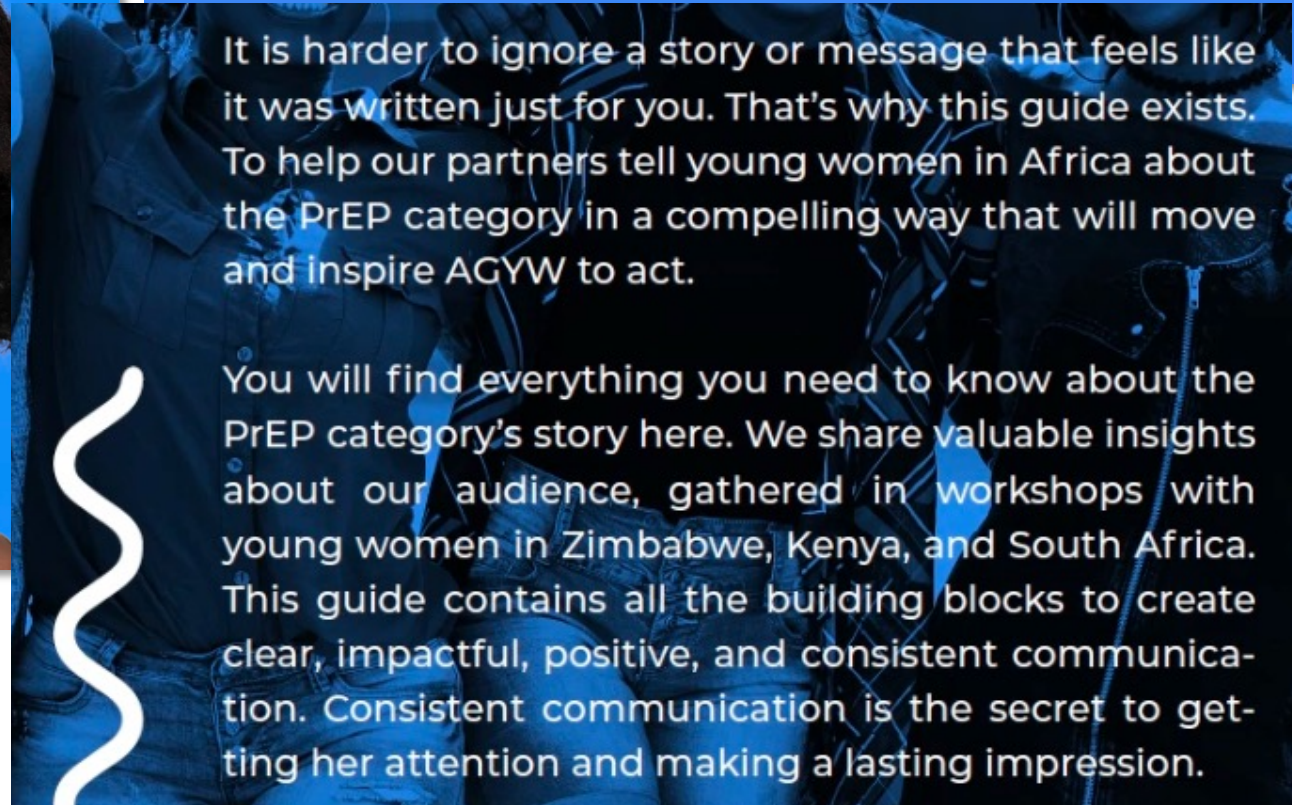 It is harder to ignore a story or message that feels like
it was written just for you. That's why this guide exists.
To help our partners tell young women in Africa about
the PrEP category in a compelling way that will move
and inspire AGYW to act.
You will find everything you need to know about the
PrEP category's story here. We share valuable insights
about our audience, gathered in workshops with
young women in Zimbabwe, Kenya, and South Africa.
This guide contains all the building blocks to create
clear, impactful, positive, and consistent communica-
tion. Consistent communication is the secret to get-
ting her attention and making a lasting impression.